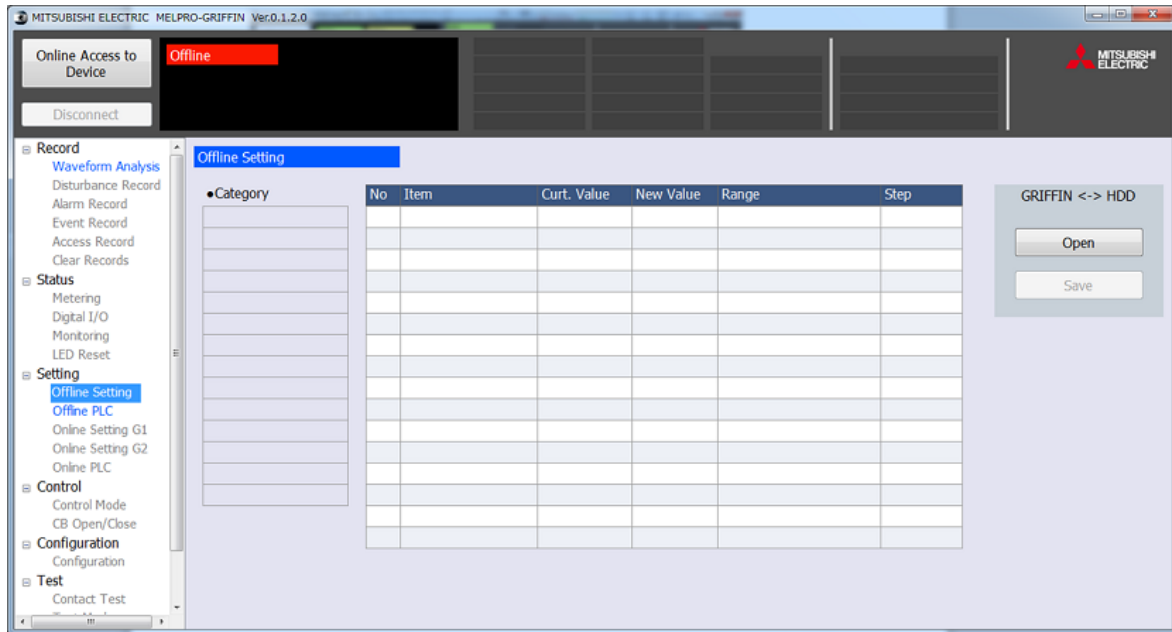 MITSUBISHI ELECTRIC MELPRO-GRIFFIN Ver.0.1.2.0
Online Access to
Device
Offline
MITSUBISHI
ELECTRIC
Disconnect
Record
Waveform Analysis
Disturbance Record
Alarm Record
Event Record
Access Record
Clear Records
Status
Metering
Digital I/O
Monitoring
LED Reset
Setting
Offline Setting
Offline PLC
Online Setting G1
Online Setting G2
Online PLC
Control
Control Mode
CB Open/Close
Configuration
Configuration
Test
Contact Test
Offline Setting
●Category
No Item Curt. Value New Value Range Step
GRIFFIN <-> HDD
Open
Save